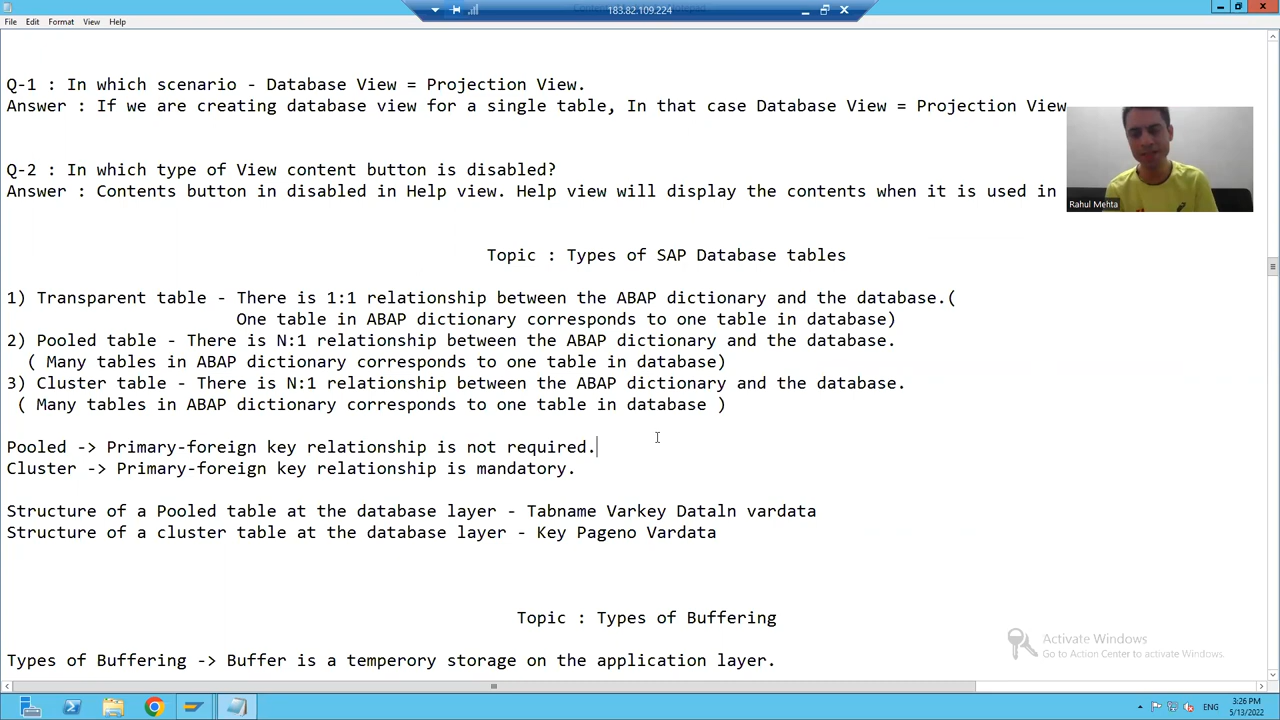 183.82.109.224
File Edit Format View Help
Q-1 : In which scenario - Database View = Projection View.
Answer : If we are creating database view for a single table, In that case Database View = Projection View
Q-2 : In which type of View content button is disabled?
Answer : Contents button in disabled in Help view. Help view will display the contents when it is used in
Rahul Mehta
Topic : Types of SAP Database tables
1) Transparent table - There is 1:1 relationship between the ABAP dictionary and the database.(
One table in ABAP dictionary corresponds to one table in database)
2) Pooled table - There is N:1 relationship between the ABAP dictionary and the database.
( Many tables in ABAP dictionary corresponds to one table in database)
3) Cluster table - There is N:1 relationship between the ABAP dictionary and the database.
( Many tables in ABAP dictionary corresponds to one table in database )
Pooled -> Primary-foreign key relationship is not required.
Cluster -> Primary-foreign key relationship is mandatory.
Structure of a Pooled table at the database layer - Tabname Varkey Dataln vardata
Structure of a cluster table at the database layer - Key Pageno Vardata
Topic : Types of Buffering
Activate Windows
Go to Action Center to activate Windows.
Types of Buffering -> Buffer is a temperory storage on the application layer.
ENG
3:26 PM
5/13/2022